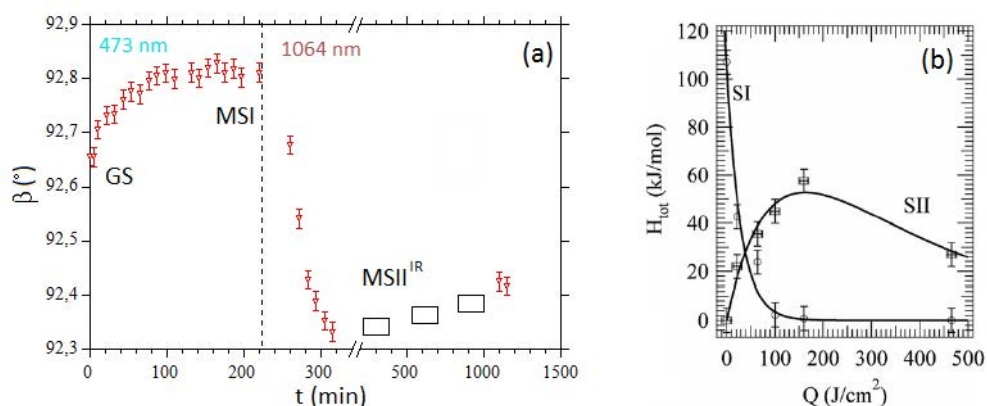 92,9
92,8
92,7
92,6
92,5
92,4
92,3
β (°)
473 nm
1064 nm
(a)
GS
MSI
MSII^IR
0
100
200
300
500
1000
1500
t (min)
120
100
80
60
40
20
0
H_tot (kJ/mol)
(b)
SI
SII
0
100
200
300
400
500
Q (J/cm²)